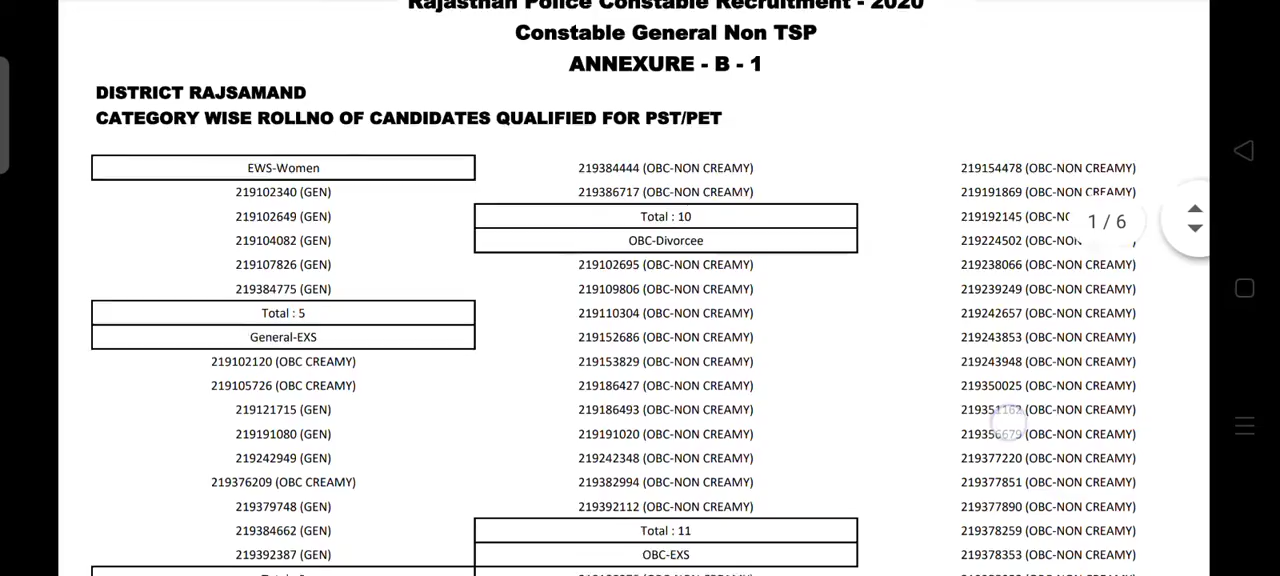 Rajasthan Police Constable Recruitment - 2020
Constable General Non TSP
ANNEXURE - B - 1
DISTRICT RAJSAMAND
CATEGORY WISE ROLLNO OF CANDIDATES QUALIFIED FOR PST/PET
EWS-Women
219102340 (GEN)
219102649 (GEN)
219104082 (GEN)
219107826 (GEN)
219384775 (GEN)
Total : 5
General-EXS
219102120 (OBC CREAMY)
219105726 (OBC CREAMY)
219121715 (GEN)
219191080 (GEN)
219242949 (GEN)
219376209 (OBC CREAMY)
219379748 (GEN)
219384662 (GEN)
219392387 (GEN)
219384444 (OBC-NON CREAMY)
219386717 (OBC-NON CREAMY)
Total : 10
OBC-Divorcee
219102695 (OBC-NON CREAMY)
219109806 (OBC-NON CREAMY)
219110304 (OBC-NON CREAMY)
219152686 (OBC-NON CREAMY)
219153829 (OBC-NON CREAMY)
219186427 (OBC-NON CREAMY)
219186493 (OBC-NON CREAMY)
219191020 (OBC-NON CREAMY)
219242348 (OBC-NON CREAMY)
219382994 (OBC-NON CREAMY)
219392112 (OBC-NON CREAMY)
Total : 11
OBC-EXS
219154478 (OBC-NON CREAMY)
219191869 (OBC-NON CREAMY)
219192145 (OBC-
219224502 (OBC-NON
219238066 (OBC-NON CREAMY)
219239249 (OBC-NON CREAMY)
219242657 (OBC-NON CREAMY)
219243853 (OBC-NON CREAMY)
219243948 (OBC-NON CREAMY)
219350025 (OBC-NON CREAMY)
219351162 (OBC-NON CREAMY)
219356679 (OBC-NON CREAMY)
219377220 (OBC-NON CREAMY)
219377851 (OBC-NON CREAMY)
219377890 (OBC-NON CREAMY)
219378259 (OBC-NON CREAMY)
219378353 (OBC-NON CREAMY)
1 / 6